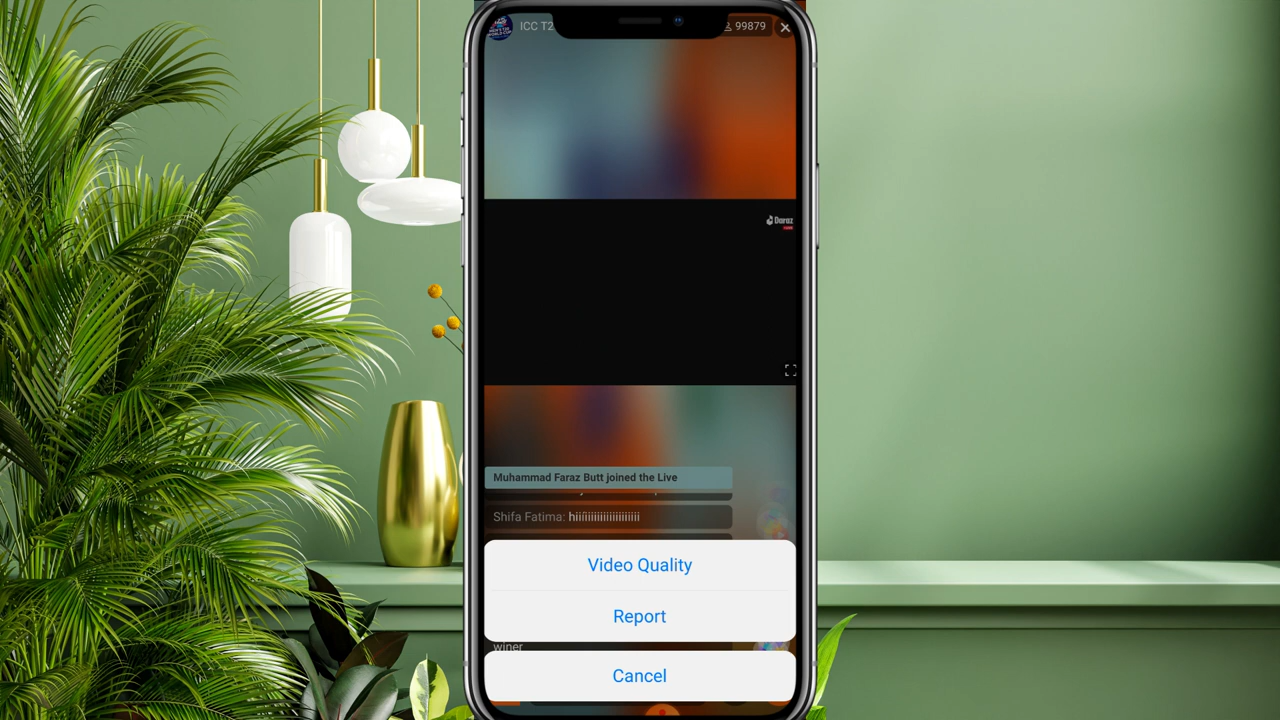 ICC T2
99879
Daraz
Muhammad Faraz Butt joined the Live
Shifa Fatima: hiiiiiiiiiiiiiiiiiiiii
Video Quality
Report
winer
Cancel